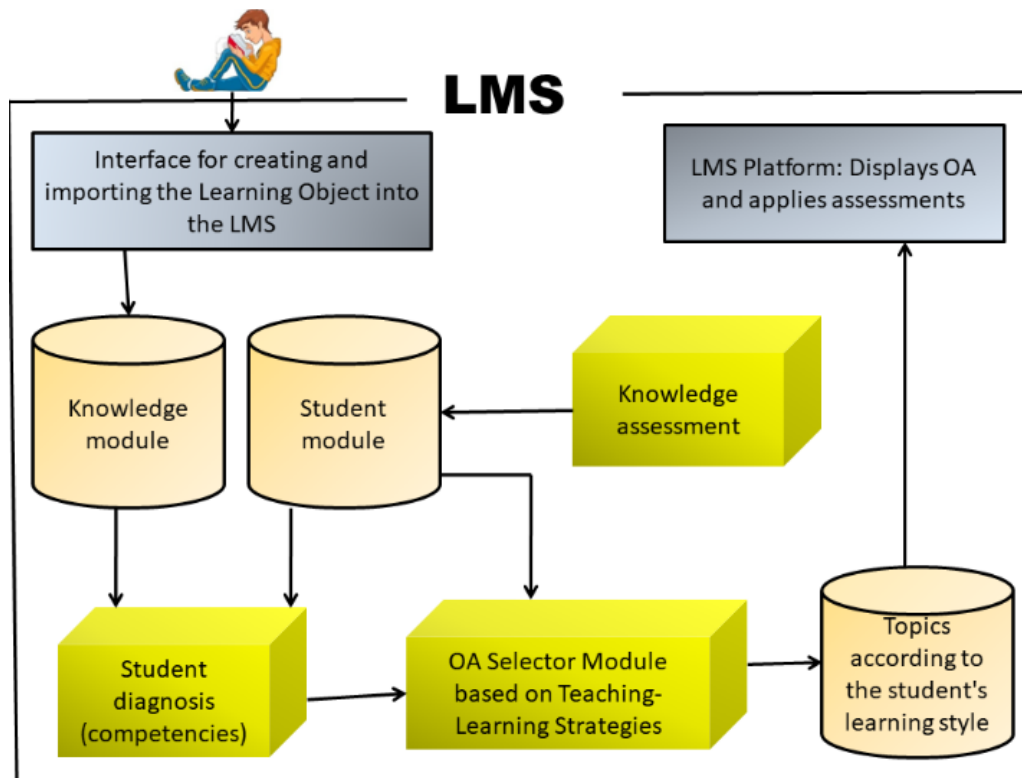 LMS
Interface for creating and
importing the Learning Object into
the LMS
LMS Platform: Displays OA
and applies assessments
Knowledge
module
Student
module
Knowledge
assessment
Student
diagnosis
(competencies)
OA Selector Module
based on Teaching-
Learning Strategies
Topics
according to
the student's
learning style